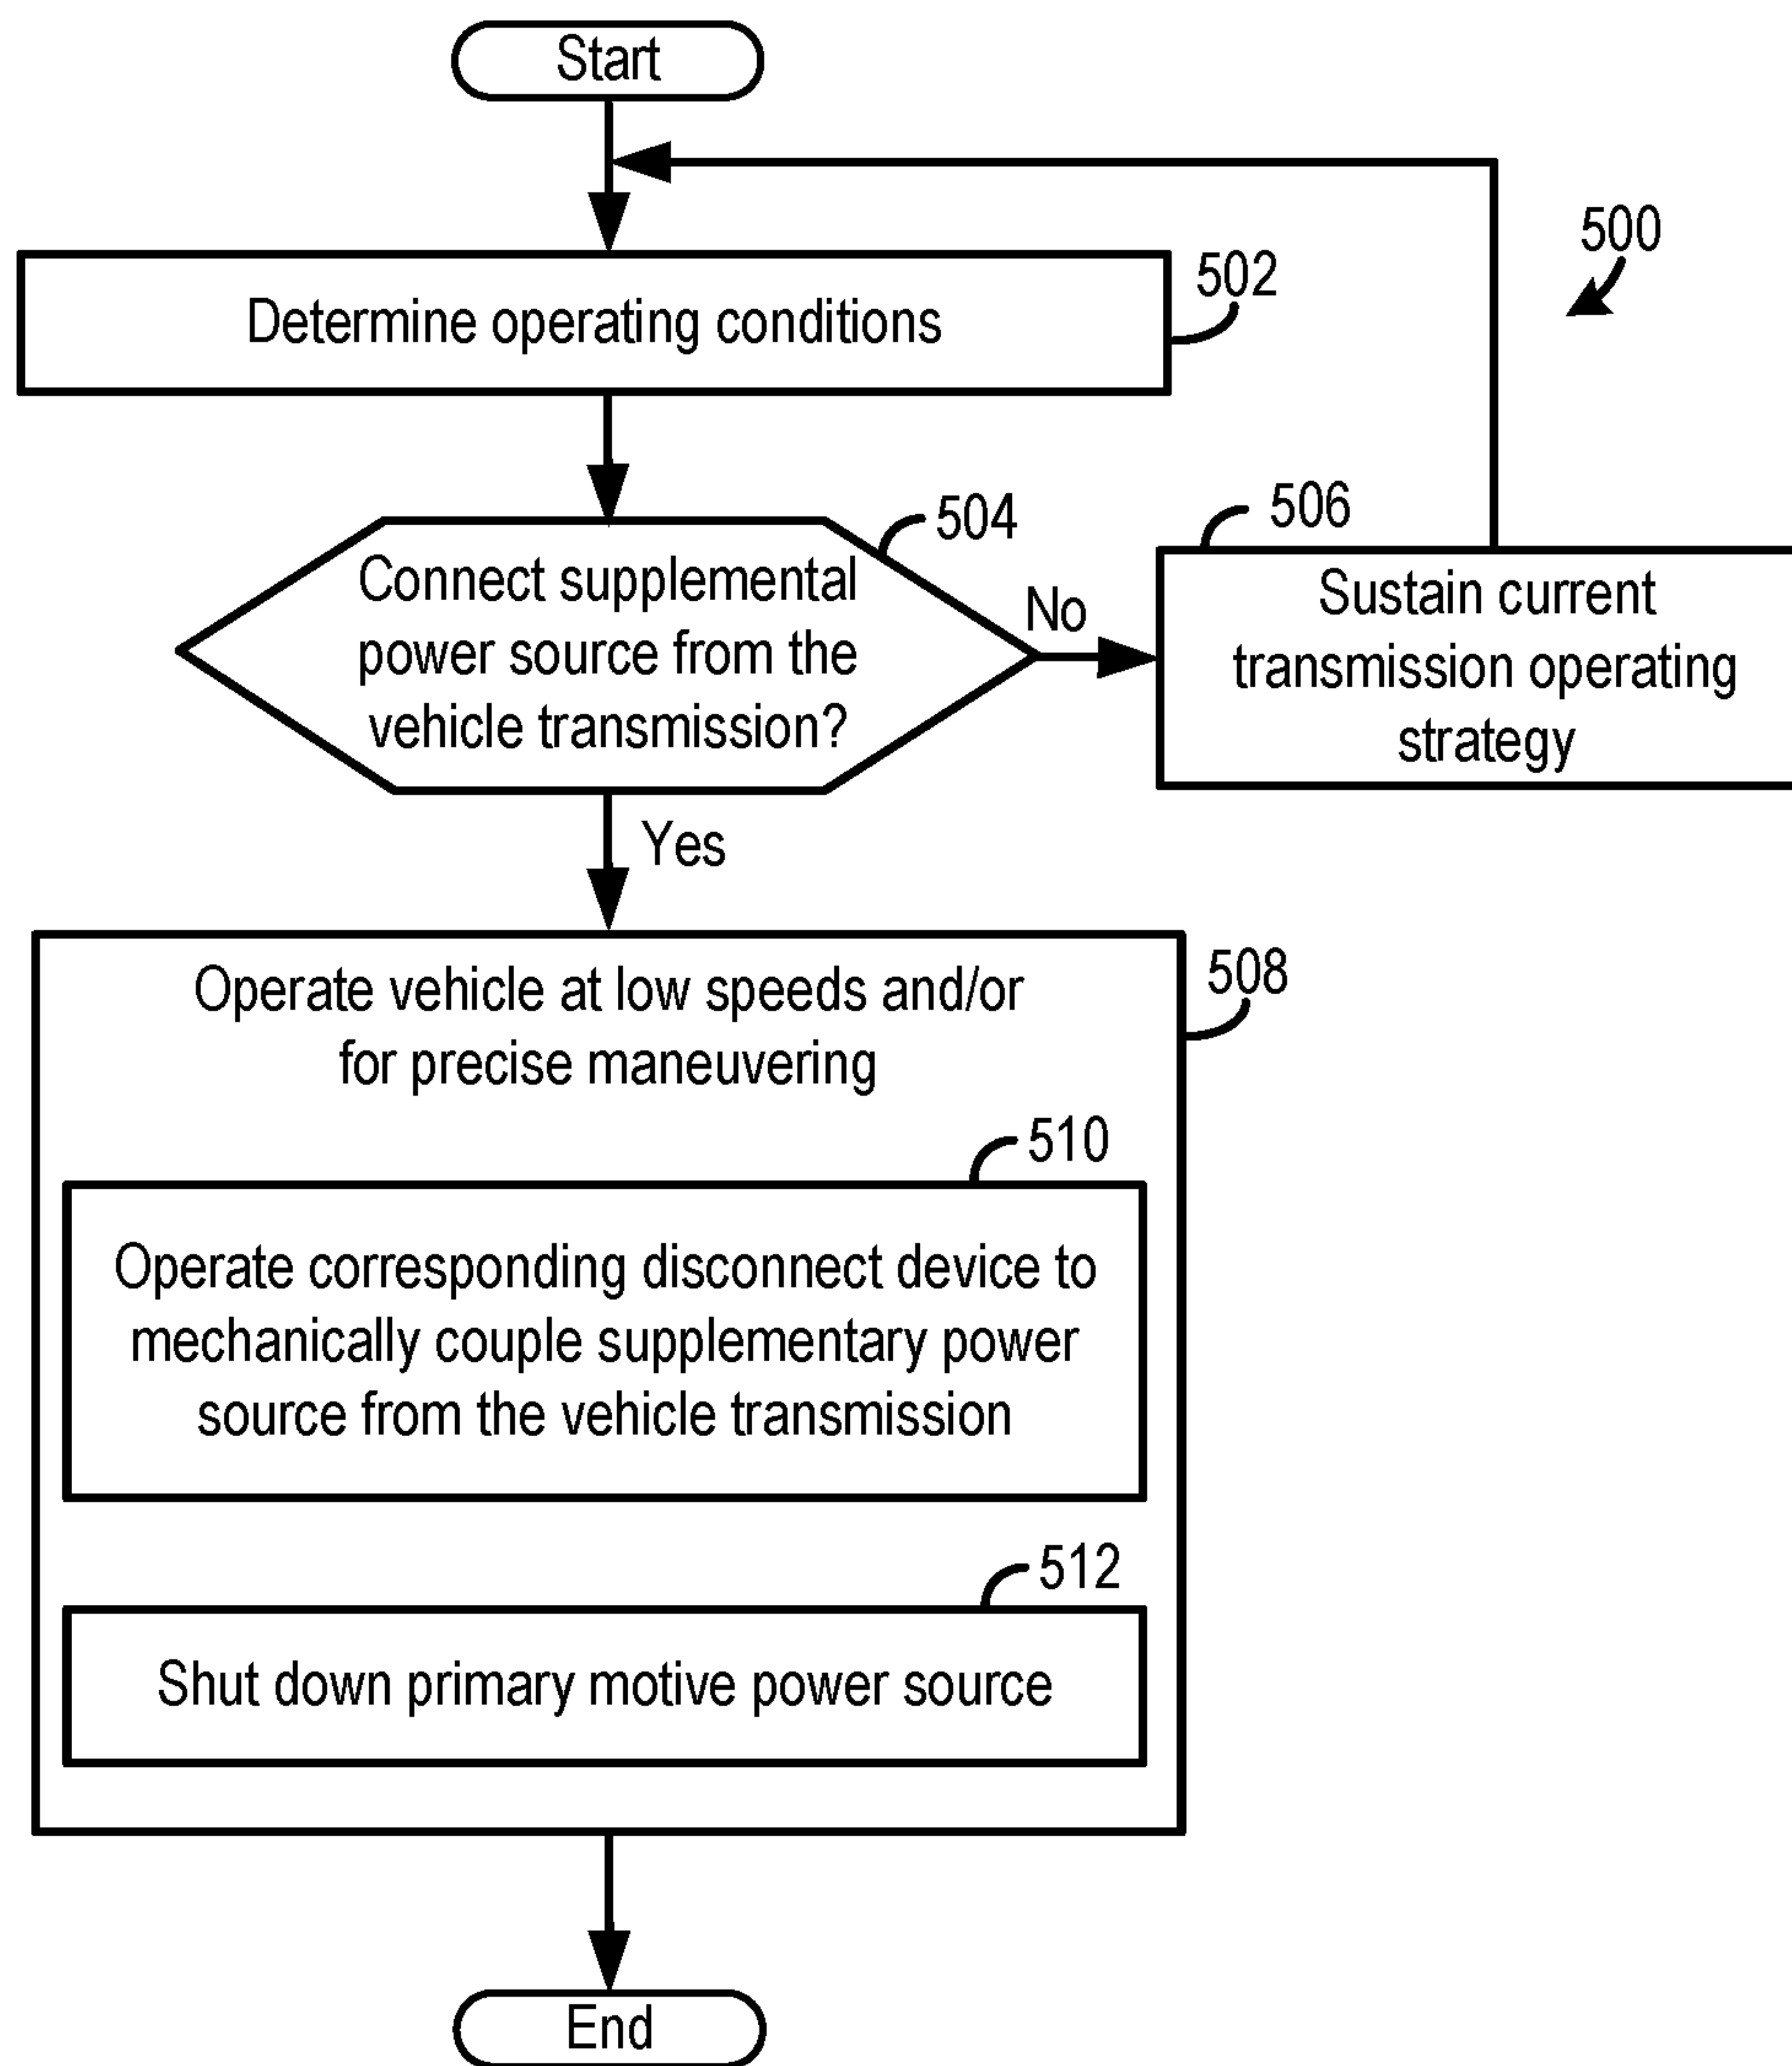 Start
500
502
Determine operating conditions
504
506
Connect supplemental
power source from the
vehicle transmission?
No
Sustain current
transmission operating
strategy
Yes
508
Operate vehicle at low speeds and/or
for precise maneuvering
510
Operate corresponding disconnect device to
mechanically couple supplementary power
source from the vehicle transmission
512
Shut down primary motive power source
End